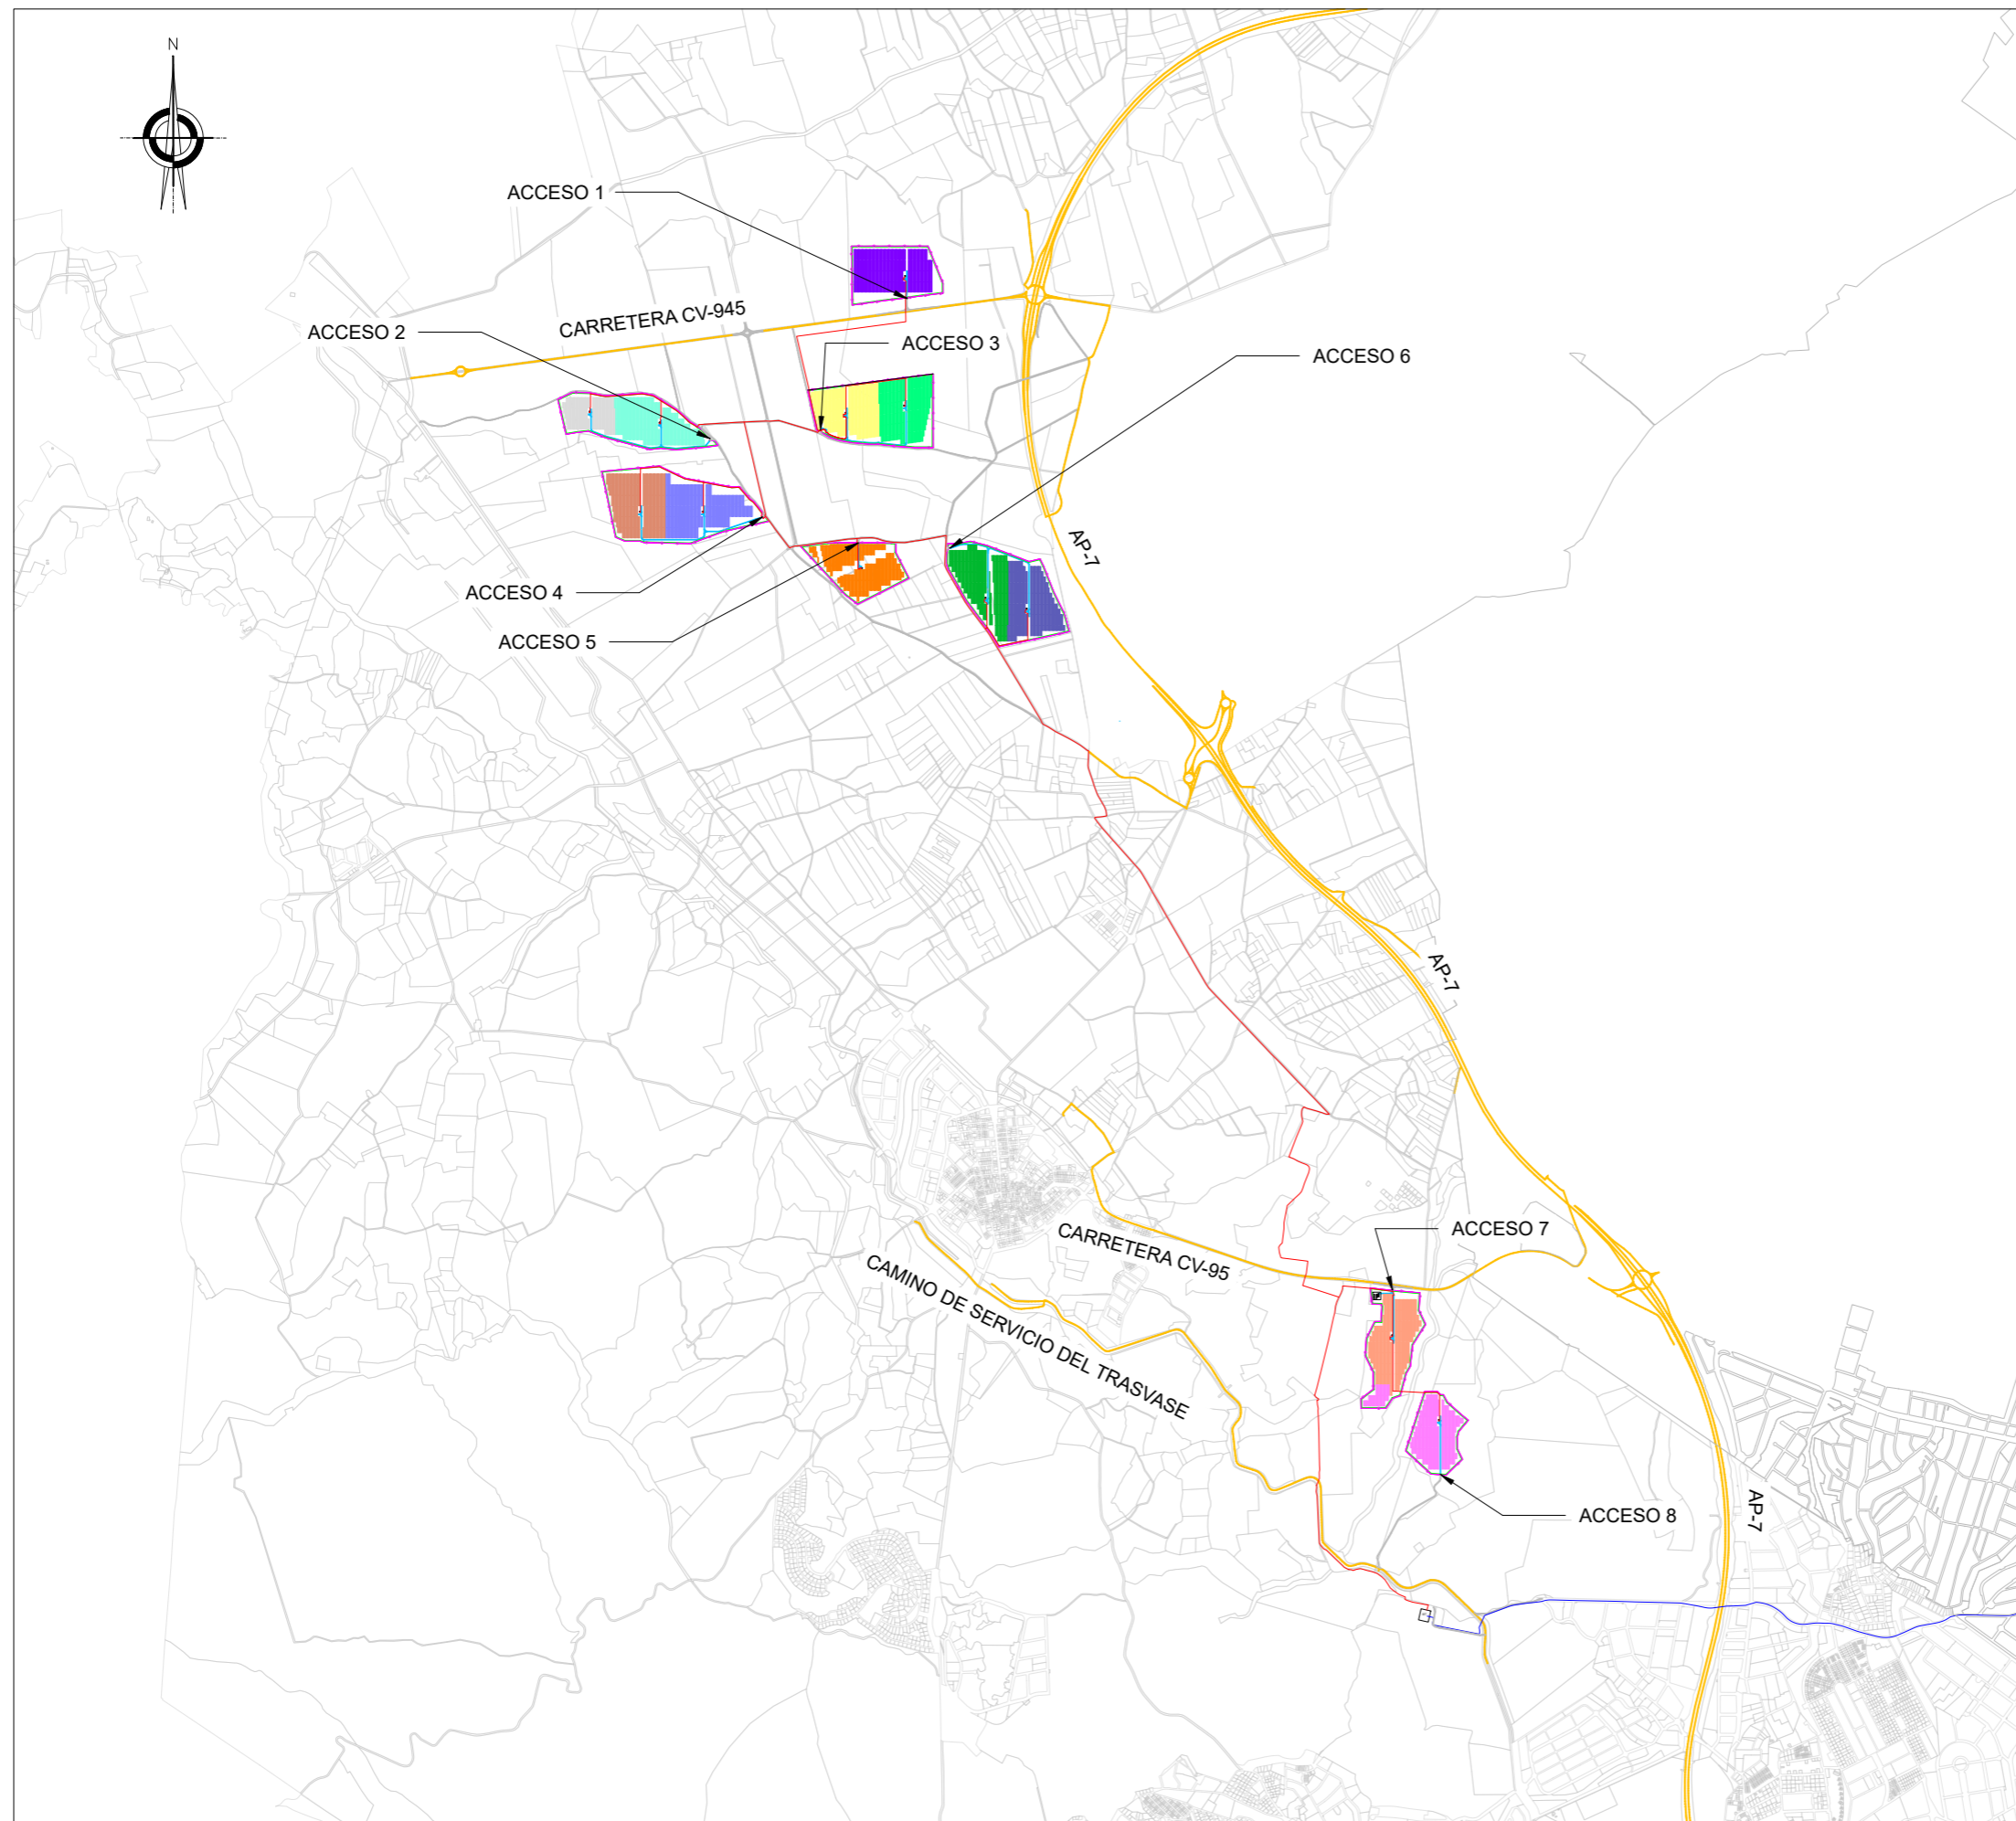 N
ACCESO 1
CARRETERA CV-945
ACCESO 2
ACCESO 3
ACCESO 6
AP-7
ACCESO 4
ACCESO 5
AP-7
ACCESO 7
CARRETERA CV-95
CAMINO DE SERVICIO DEL TRASVASE
ACCESO 8
AP-7